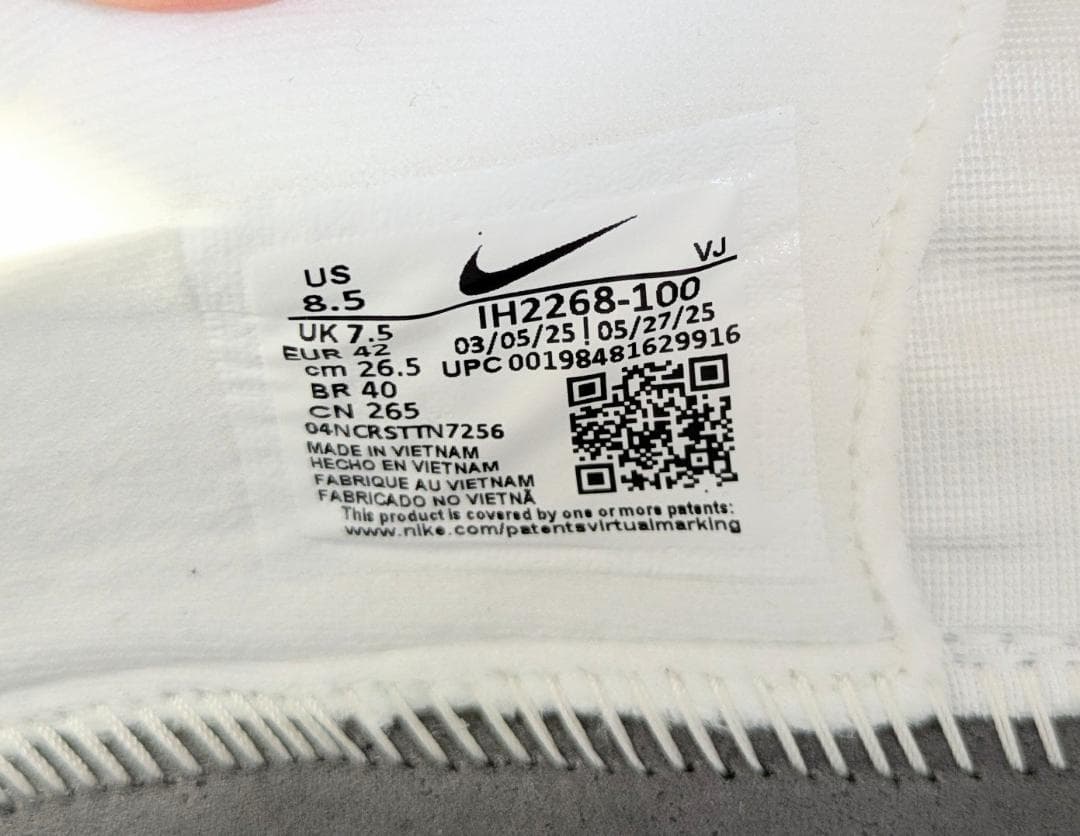 US
8.5
VJ
UK 7.5
IH2268-100
EUR 42
03/05/25 | 05/27/25
cm 26.5
UPC 00198481629916
BR 40
CN 265
04NCRSTTN7256
MADE IN VIETNAM
HECHO EN VIETNAM
FABRIQUE AU VIETNAM
FABRICADO NO VIETNÃ
This product is covered by one or more patents:
www.nike.com/patentsvirtualmarking